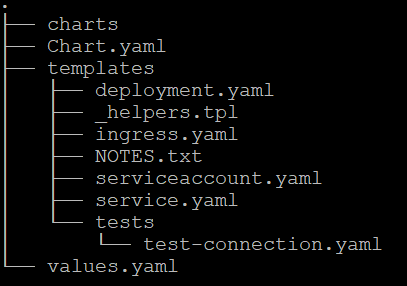 .
├── charts
├── Chart.yaml
├── templates
│   ├── deployment.yaml
│   ├── _helpers.tpl
│   ├── ingress.yaml
│   ├── NOTES.txt
│   ├── serviceaccount.yaml
│   ├── service.yaml
│   └── tests
│       └── test-connection.yaml
└── values.yaml